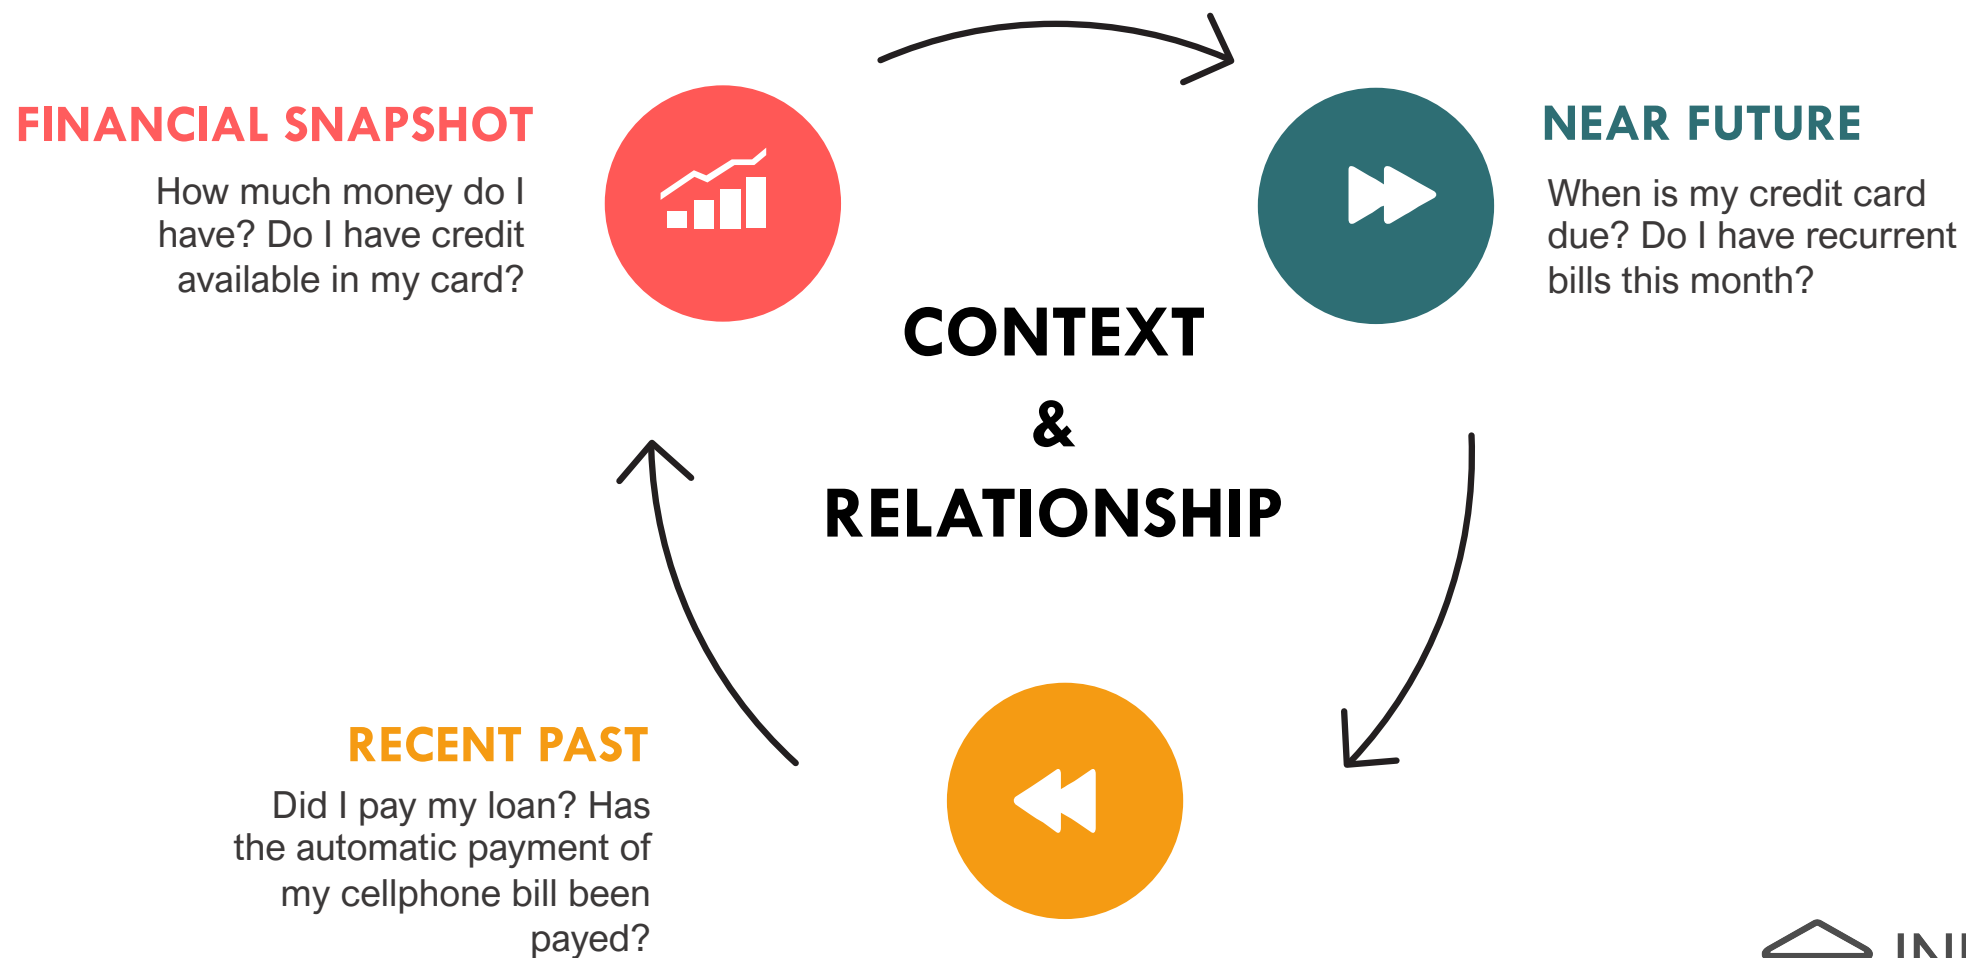 FINANCIAL SNAPSHOT
How much money do I
have? Do I have credit
available in my card?
NEAR FUTURE
When is my credit card
due? Do I have recurrent
bills this month?
CONTEXT
&
RELATIONSHIP
RECENT PAST
Did I pay my loan? Has
the automatic payment of
my cellphone bill been
payed?